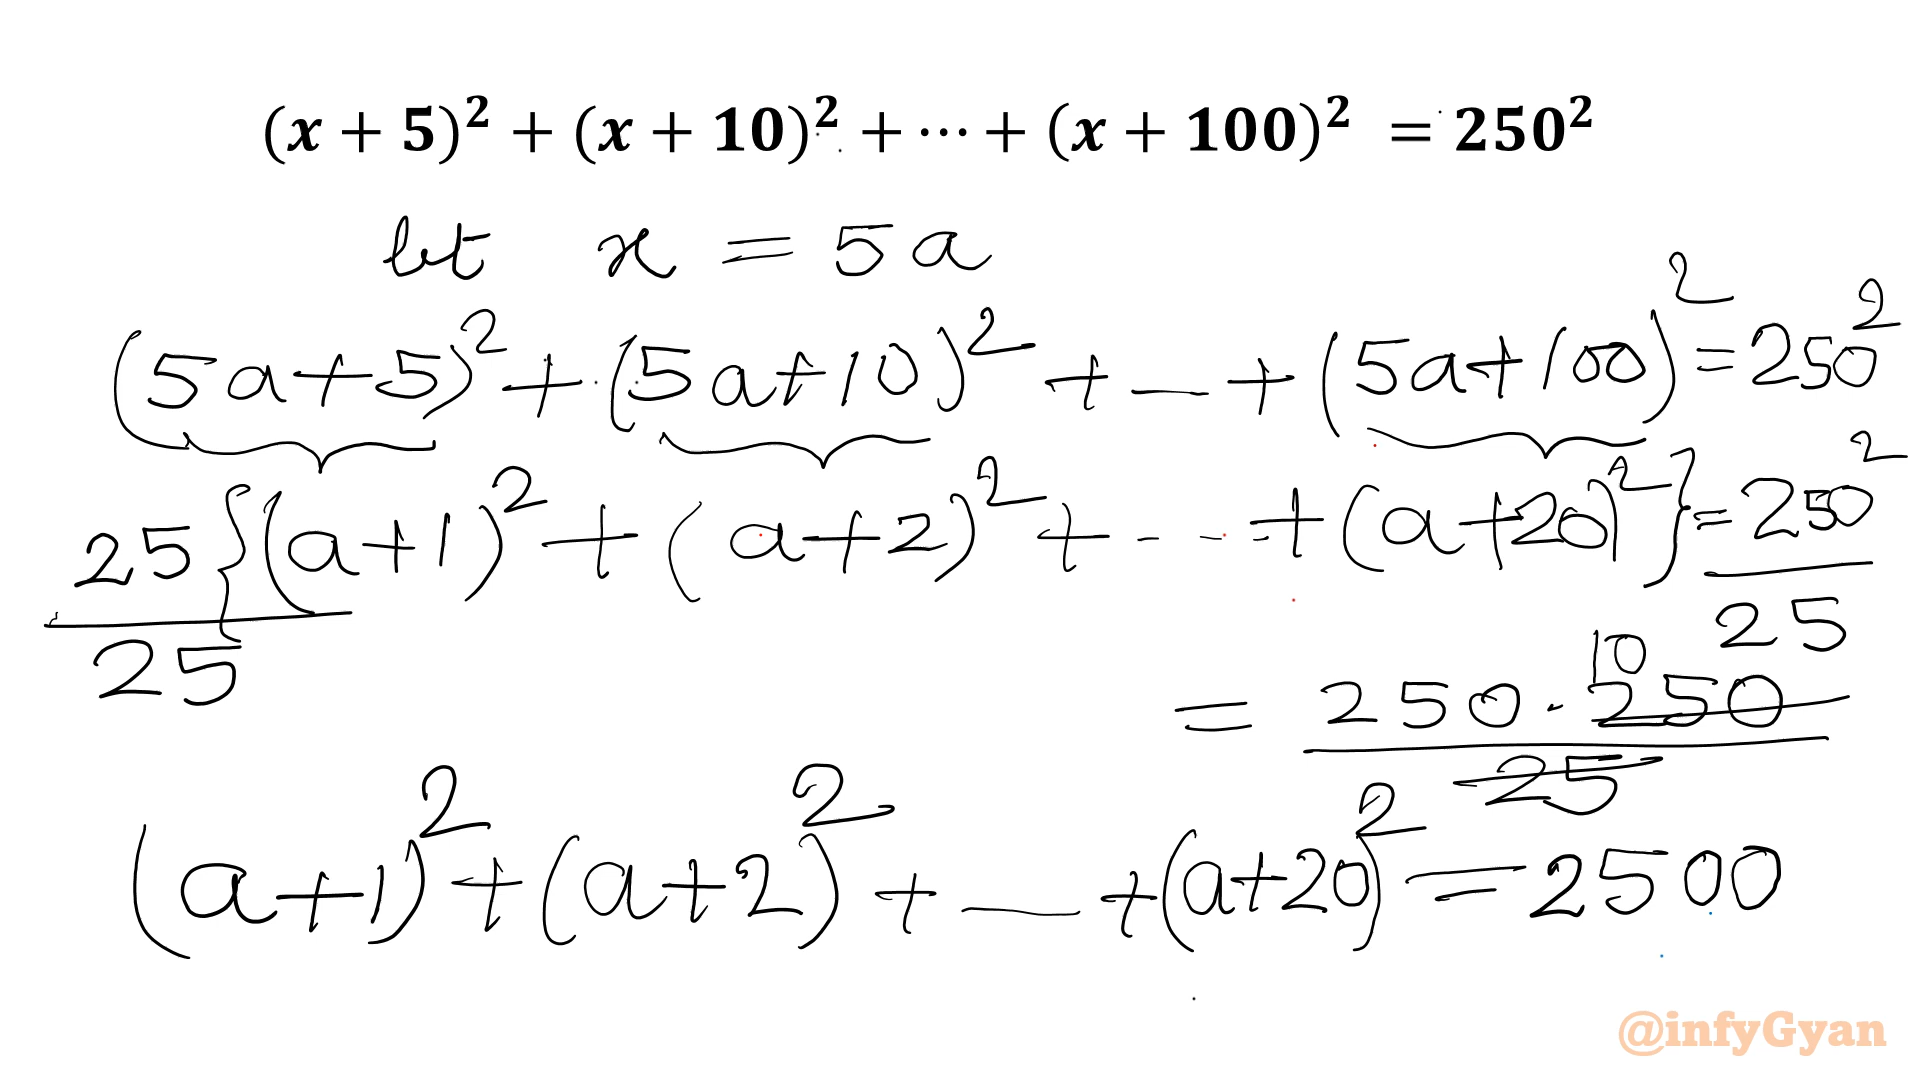 (x + 5)² + (x + 10)² + ⋯ + (x + 100)² = 250²
let x = 5a
(5a+5)² + (5a+10)² + — + (5a+100)² = 250²
25{(a+1)² + (a+2)² + - - - + (a+20)²} = 250²
25 25
10
= 250 · 250
25
(a+1)² + (a+2)² + — + (a+20)² = 2500
@infyGyan